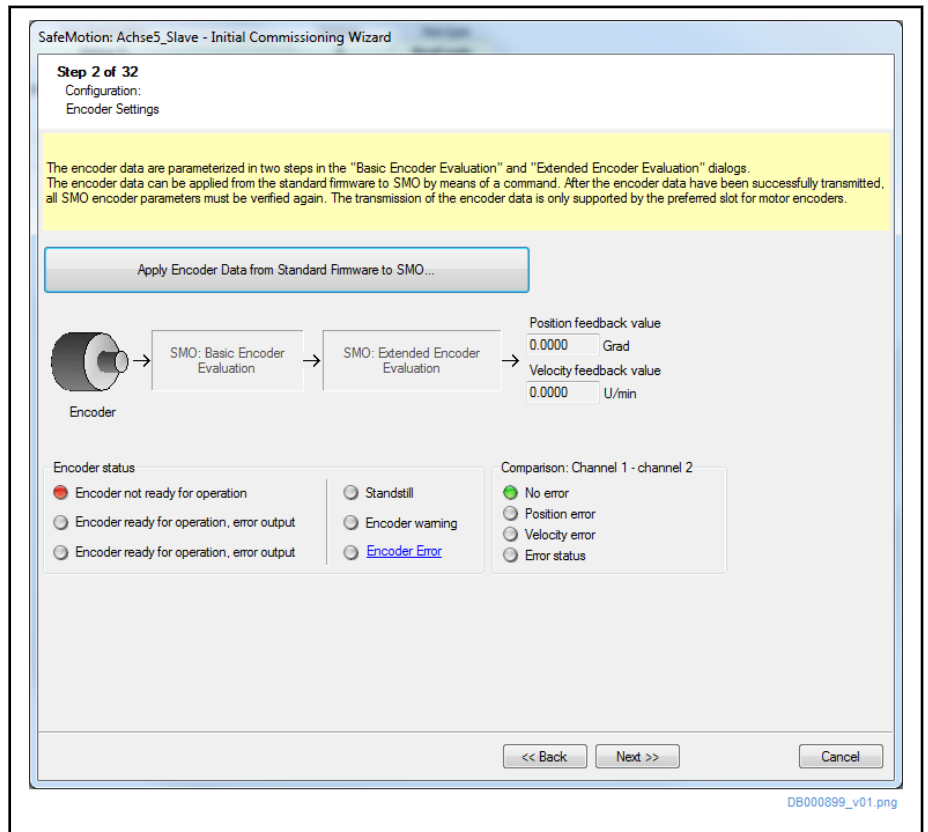 SafeMotion: Achse5_Slave - Initial Commissioning Wizard
Step 2 of 32
Configuration:
Encoder Settings
The encoder data are parameterized in two steps in the "Basic Encoder Evaluation" and "Extended Encoder Evaluation" dialogs.
The encoder data can be applied from the standard firmware to SMO by means of a command. After the encoder data have been successfully transmitted,
all SMO encoder parameters must be verified again. The transmission of the encoder data is only supported by the preferred slot for motor encoders.
Apply Encoder Data from Standard Firmware to SMO...
Encoder
SMO: Basic Encoder
Evaluation
SMO: Extended Encoder
Evaluation
Position feedback value
0.0000 Grad
Velocity feedback value
0.0000 U/min
Encoder status
Encoder not ready for operation
Encoder ready for operation, error output
Encoder ready for operation, error output
Standstill
Encoder warning
Encoder Error
Comparison: Channel 1 - channel 2
No error
Position error
Velocity error
Error status
<< Back
Next >>
Cancel
DB000899_v01.png